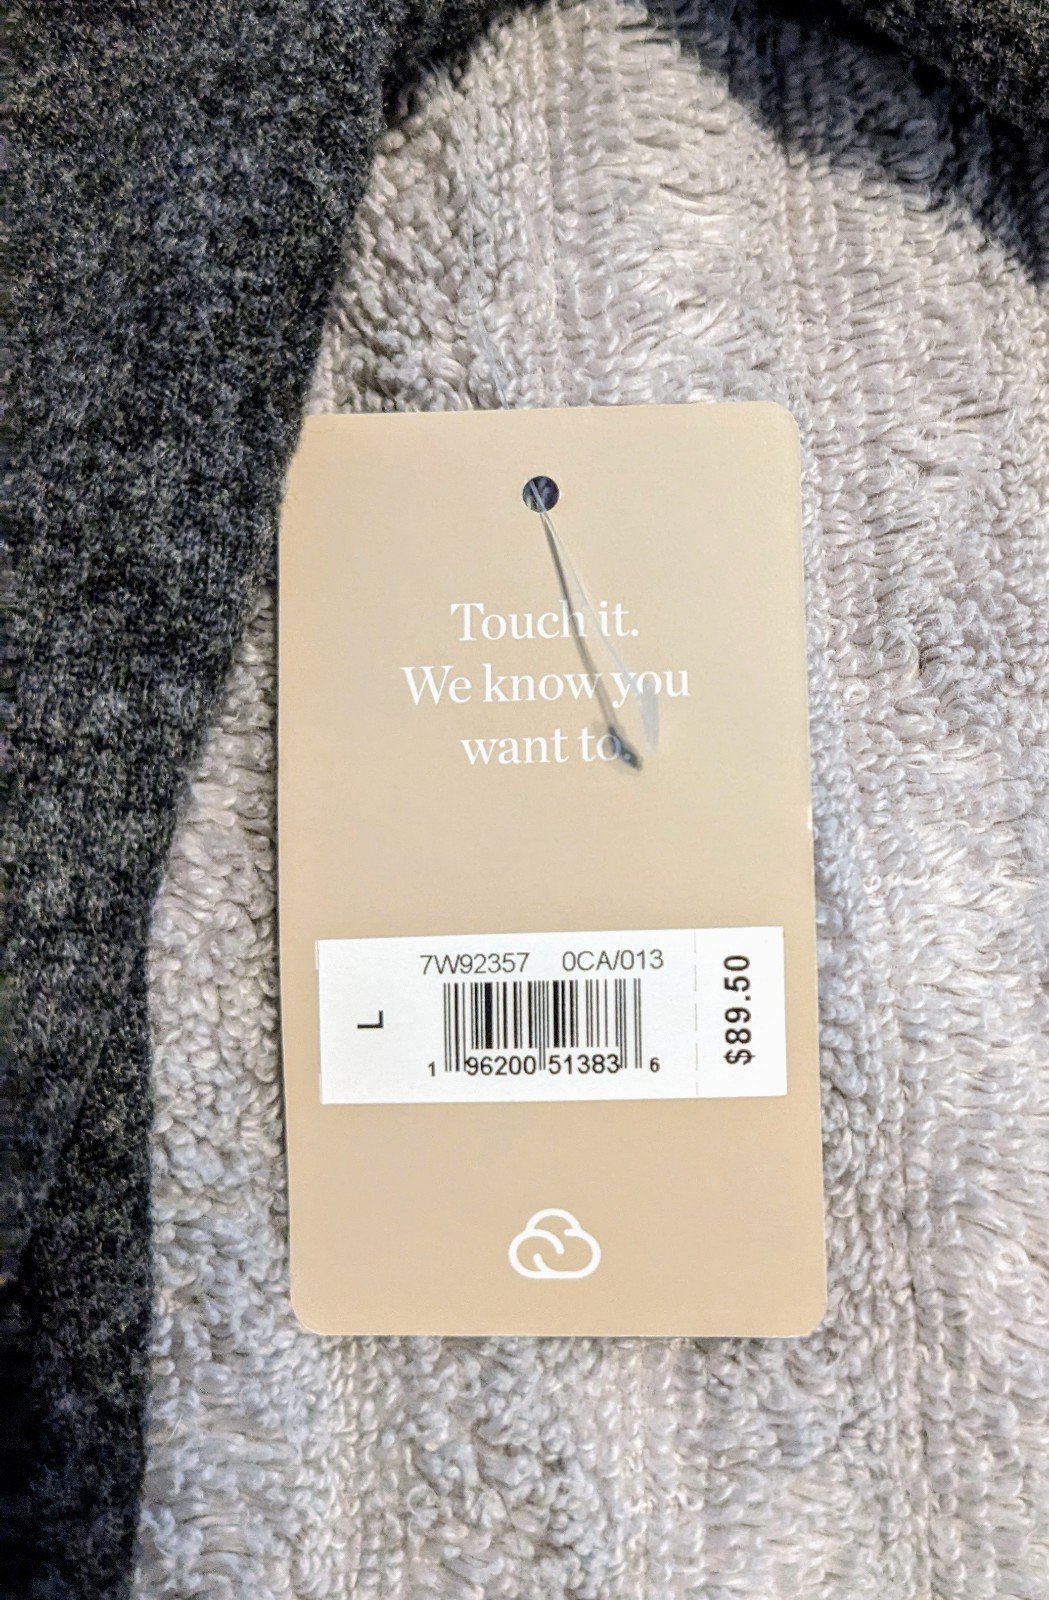 Touch it.
We know you
want to.
7W92357 0CA/013
L
1 96200 51383 6
$89.50